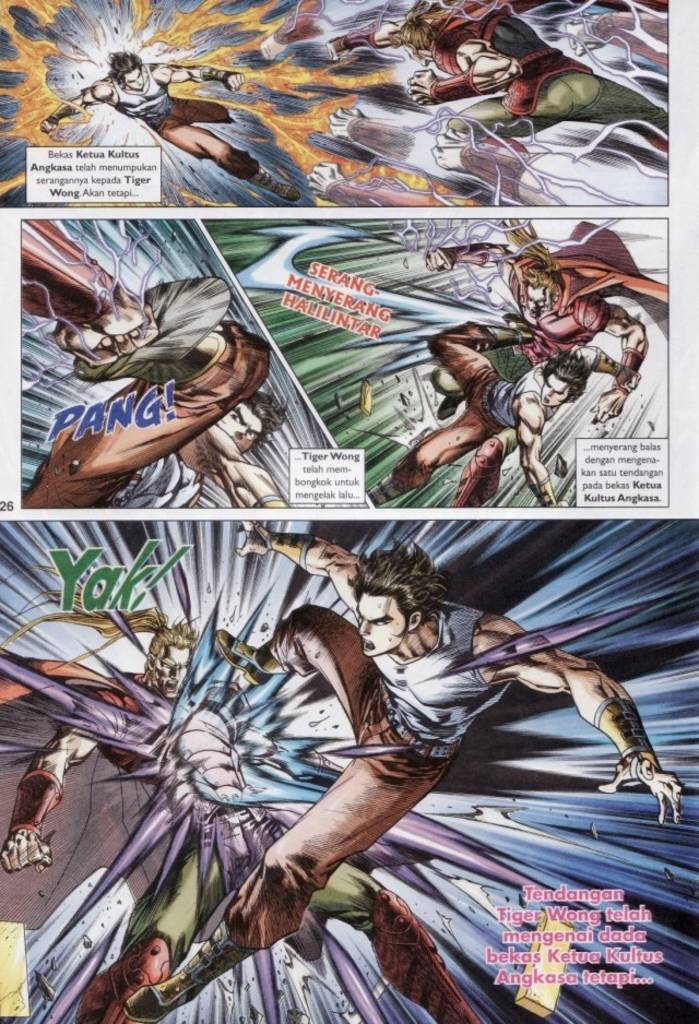 Bekas Ketua Kultus
Angkasa telah menumpukan
serangannya kepada Tiger
Wong. Akan tetapi...
PANG!
...Tiger Wong
telah mem-
bongkok untuk
mengelak lalu...
SERANG-
MENYERANG
HALILINTAR
...menyerang balas
dengan mengena-
kan satu tendangan
pada bekas Ketua
Kultus Angkasa.
26
Yak!
Tendangan
Tiger Wong telah
mengenai dada
bekas Ketua Kultus
Angkasa tetapi...